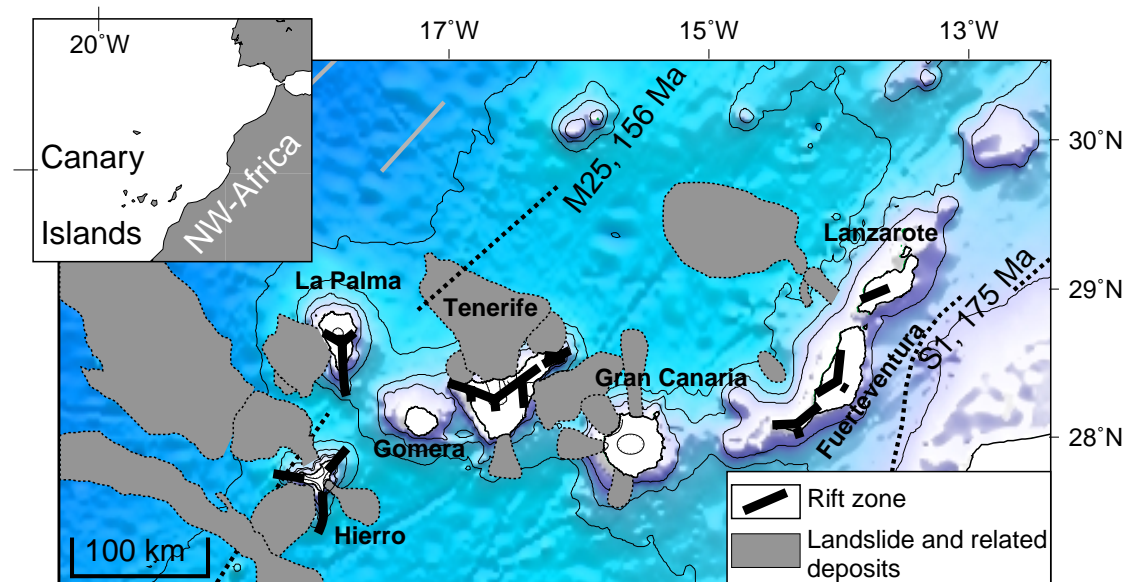 20°W
17°W
15°W
13°W
M25, 156 Ma
30°N
Canary
NW-Africa
Islands
Lanzarote
La Palma
29°N
Tenerife
S1, 175 Ma
Gran Canaria
Fuerteventura
28°N
Gomera
Rift zone
Hierro
100 km
Landslide and related
deposits